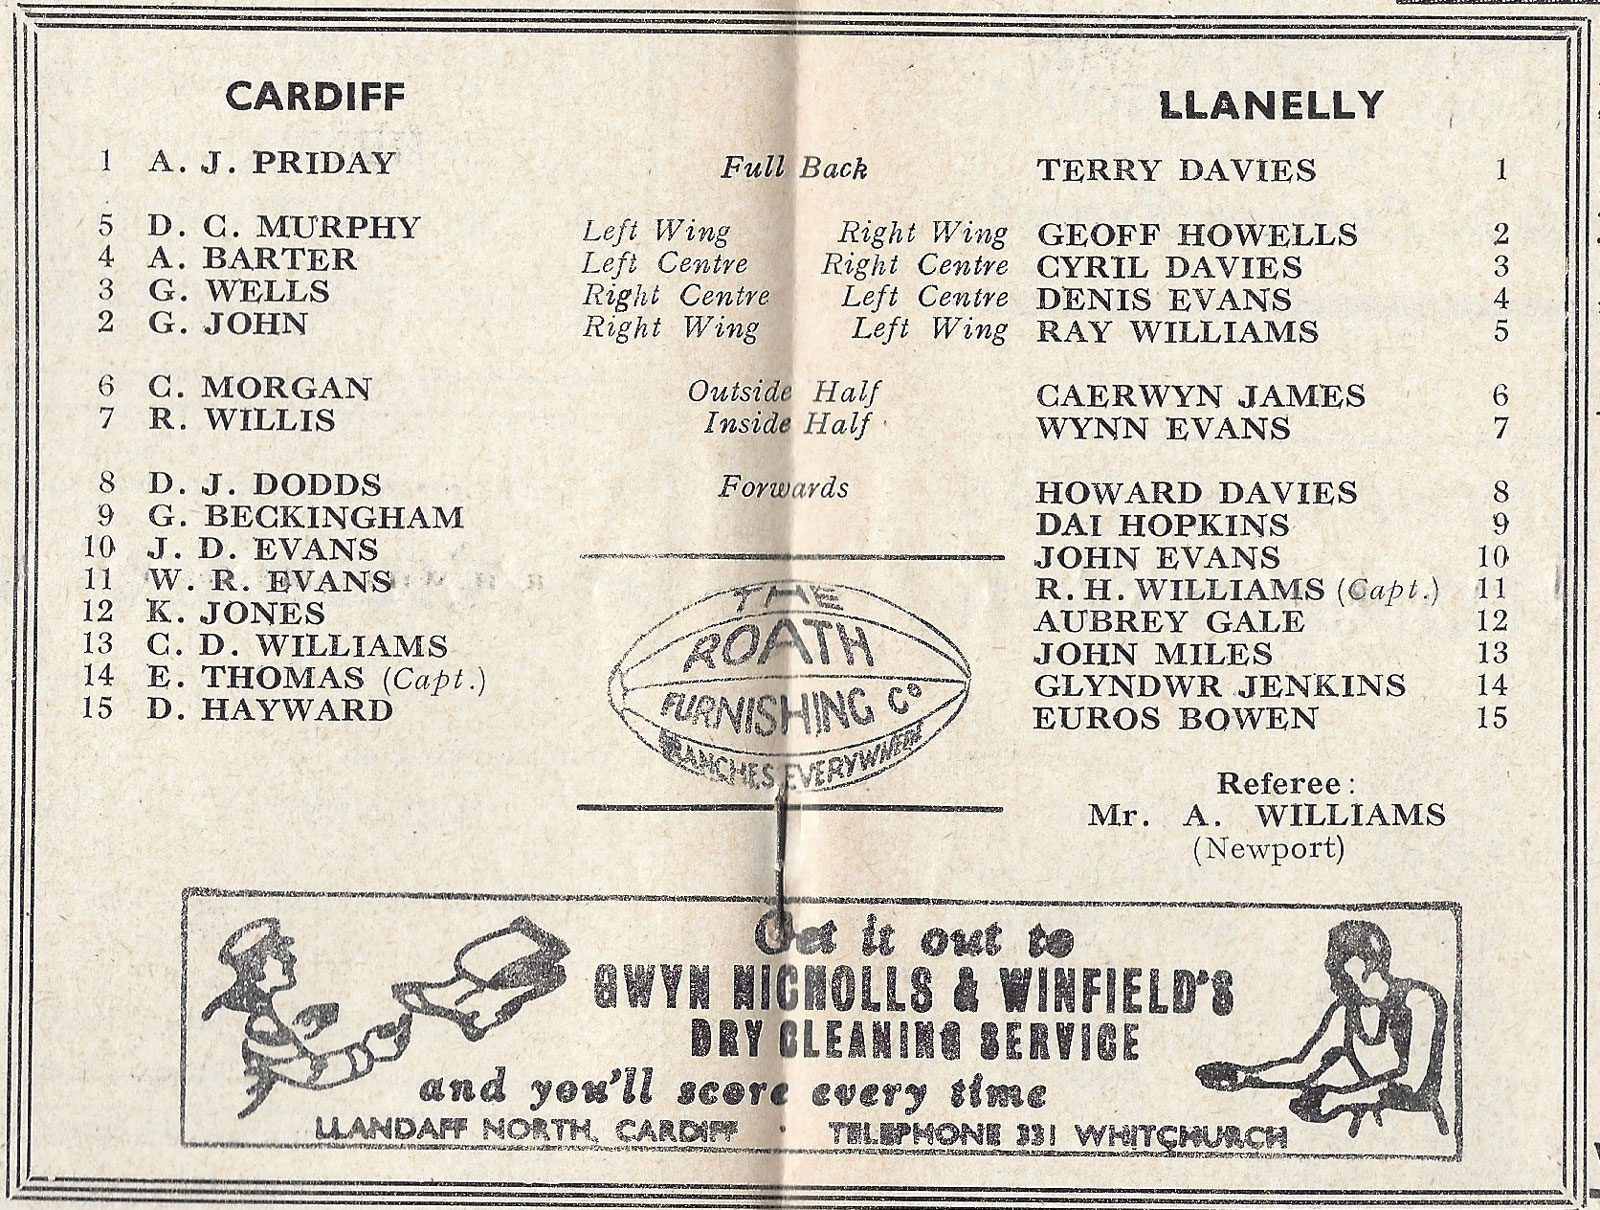 CARDIFF
LLANELLY
1 A. J. PRIDAY Full Back TERRY DAVIES 1
5 D. C. MURPHY Left Wing Right Wing GEOFF HOWELLS 2
4 A. BARTER Left Centre Right Centre CYRIL DAVIES 3
3 G. WELLS Right Centre Left Centre DENIS EVANS 4
2 G. JOHN Right Wing Left Wing RAY WILLIAMS 5
6 C. MORGAN Outside Half CAERWYN JAMES 6
7 R. WILLIS Inside Half WYNN EVANS 7
8 D. J. DODDS Forwards HOWARD DAVIES 8
9 G. BECKINGHAM DAI HOPKINS 9
10 J. D. EVANS JOHN EVANS 10
11 W. R. EVANS R. H. WILLIAMS (Capt.) 11
12 K. JONES AUBREY GALE 12
13 C. D. WILLIAMS JOHN MILES 13
14 E. THOMAS (Capt.) GLYNDWR JENKINS 14
15 D. HAYWARD EUROS BOWEN 15
THE
ROATH
FURNISHING Co
BRANCHES EVERYWHERE
Referee:
Mr. A. WILLIAMS
(Newport)
Get it out to
GWYN NICHOLLS & WINFIELD'S
DRY CLEANING SERVICE
and you'll score every time
LLANDAFF NORTH, CARDIFF · TELEPHONE 331 WHITCHURCH